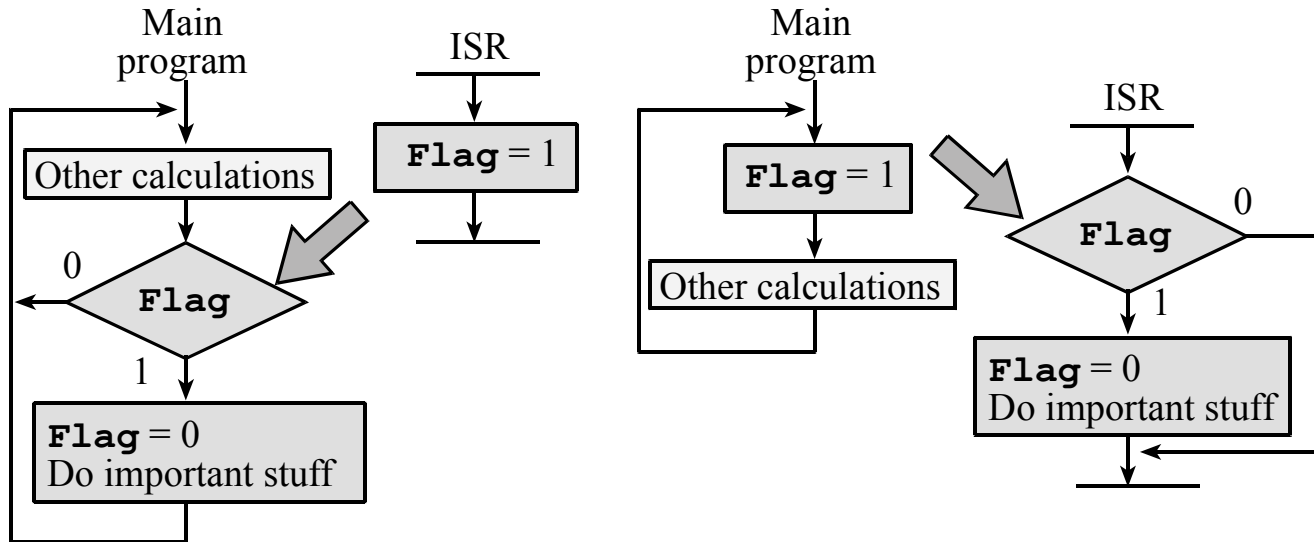 Main
program
Other calculations
Flag
0
1
Flag = 0
Do important stuff
ISR
Flag = 1
Main
program
Flag = 1
Other calculations
ISR
Flag
0
1
Flag = 0
Do important stuff